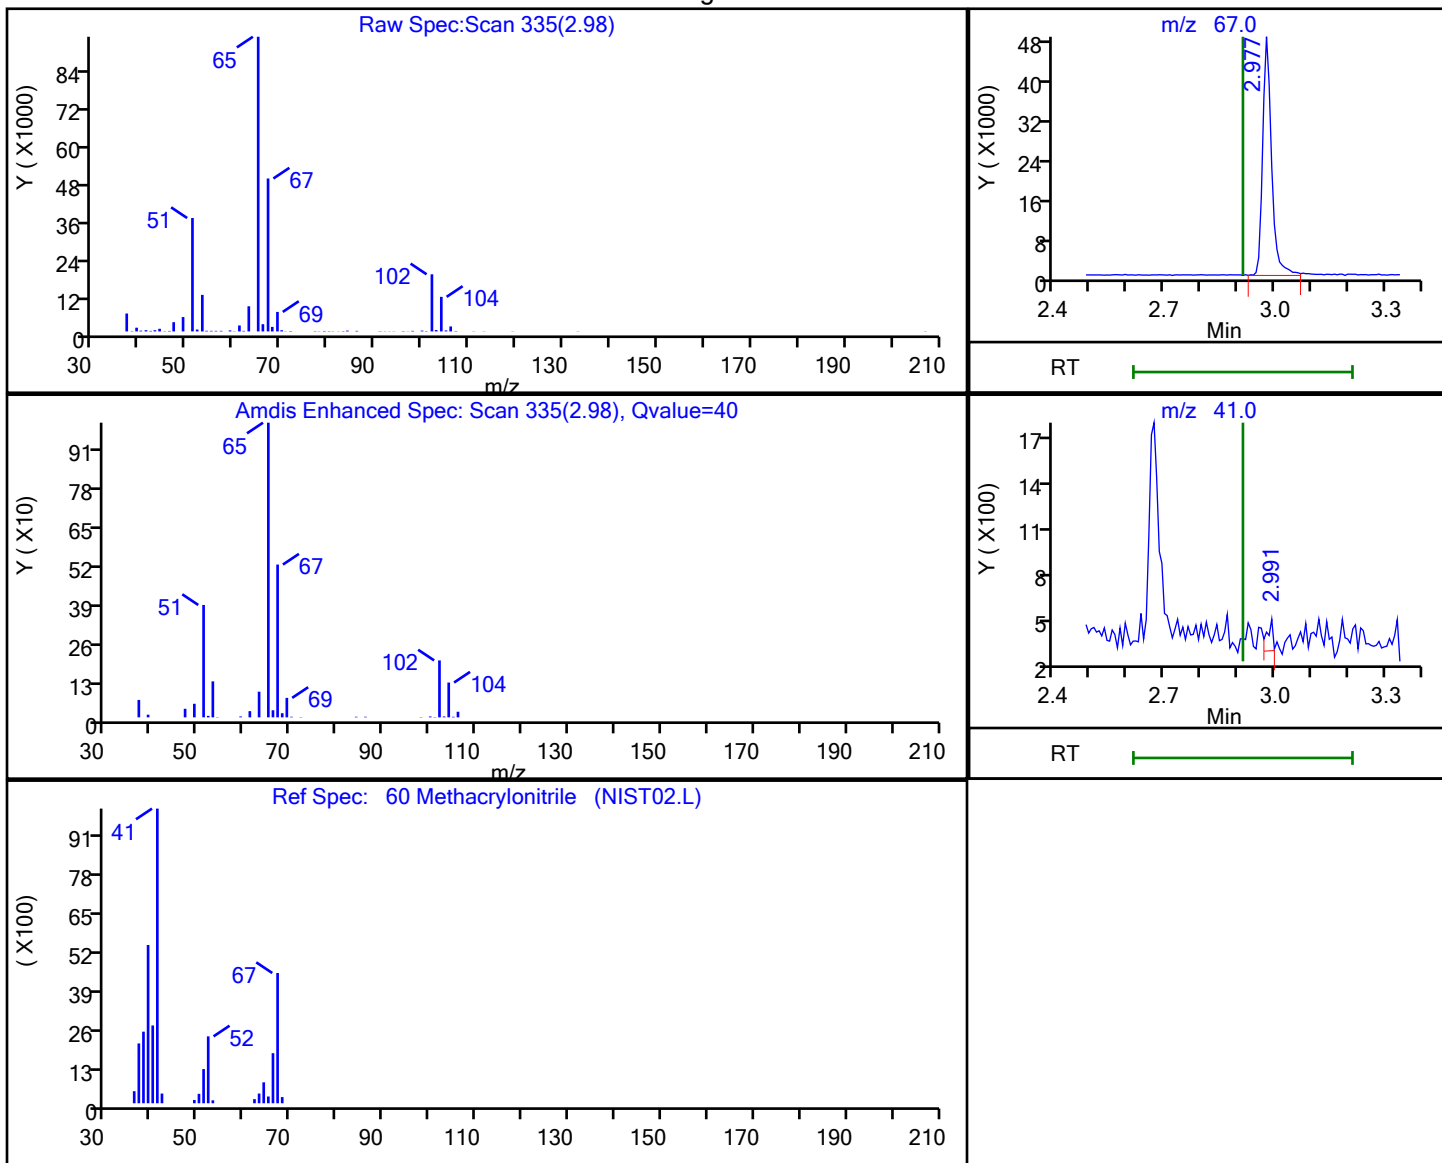 Raw Spec:Scan 335(2.98)
Y ( X1000)
84
72
60
48
36
24
12
0
65
67
51
102
104
69
30 50 70 90 110 130 150 170 190 210
m/z
m/z 67.0
Y ( X1000)
48
40
32
24
16
8
0
2.977
2.4 2.7 3.0 3.3
Min
RT
Amdis Enhanced Spec: Scan 335(2.98), Qvalue=40
Y ( X10)
91
78
65
52
39
26
13
0
65
67
51
102
104
69
30 50 70 90 110 130 150 170 190 210
m/z
m/z 41.0
Y ( X100)
17
14
11
8
5
2
2.991
2.4 2.7 3.0 3.3
Min
RT
Ref Spec: 60 Methacrylonitrile (NIST02.L)
( X100)
91
78
65
52
39
26
13
0
41
67
52
30 50 70 90 110 130 150 170 190 210